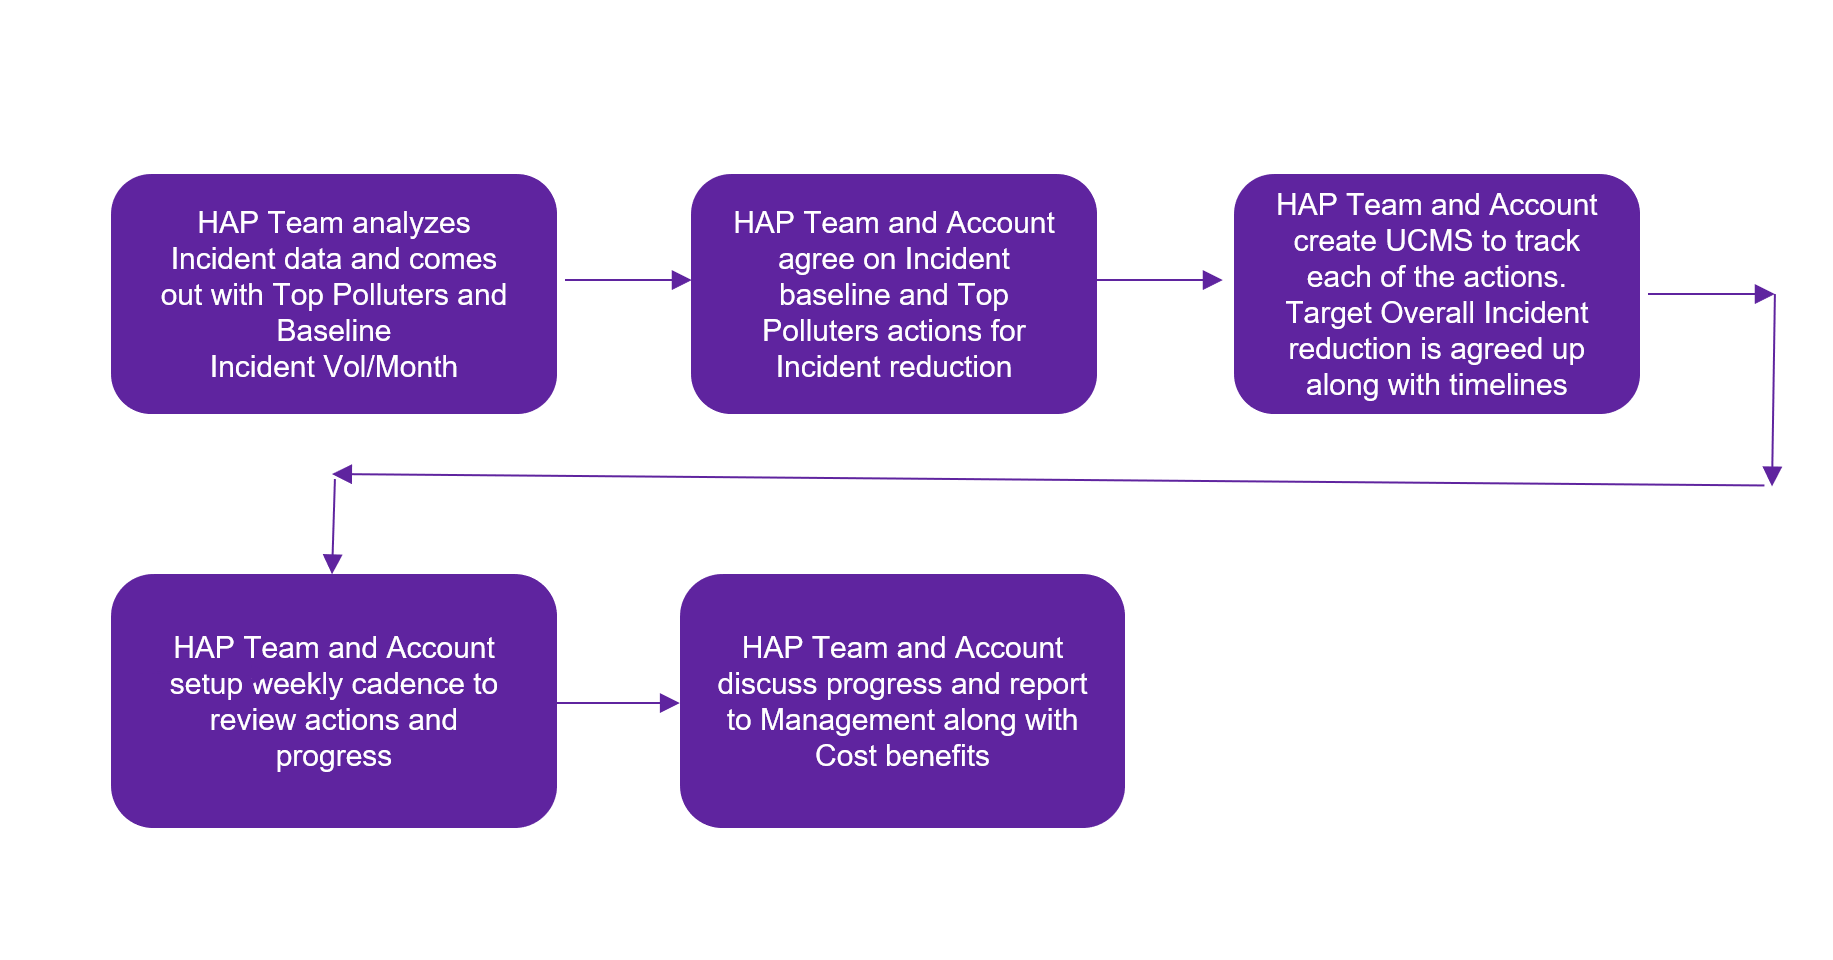 HAP Team analyzes
Incident data and comes
out with Top Polluters and
Baseline
Incident Vol/Month
HAP Team and Account
agree on Incident
baseline and Top
Polluters actions for
Incident reduction
HAP Team and Account
create UCMS to track
each of the actions.
Target Overall Incident
reduction is agreed up
along with timelines
HAP Team and Account
setup weekly cadence to
review actions and
progress
HAP Team and Account
discuss progress and report
to Management along with
Cost benefits